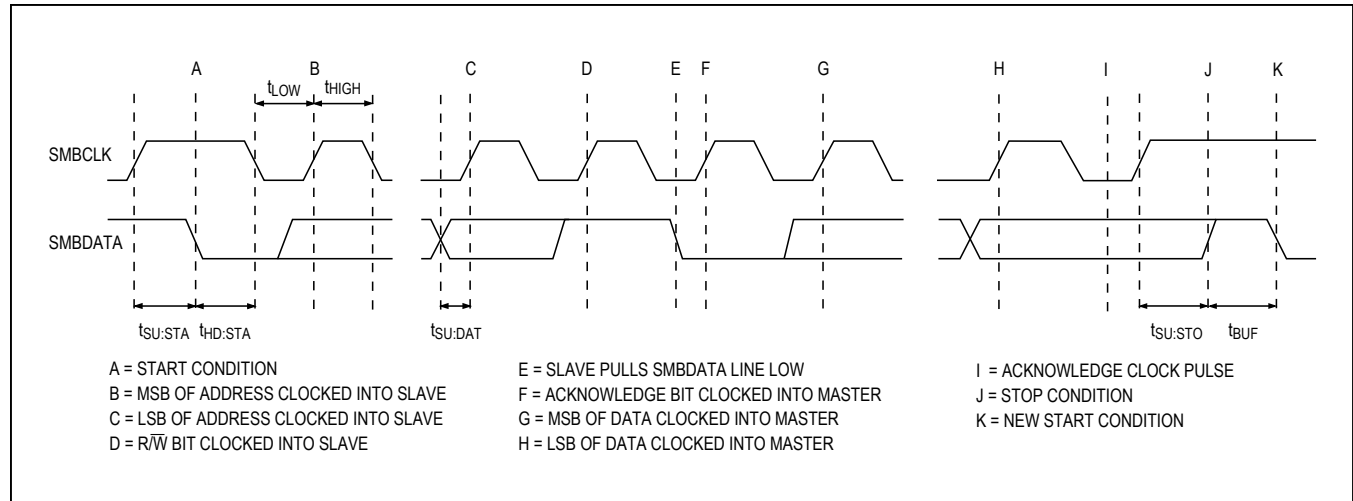 A B C D E F G H I J K
tLOW tHIGH
SMBCLK
SMBDATA
tSU:STA tHD:STA tSU:DAT tSU:STO tBUF
A = START CONDITION
B = MSB OF ADDRESS CLOCKED INTO SLAVE
C = LSB OF ADDRESS CLOCKED INTO SLAVE
D = R/W̅ BIT CLOCKED INTO SLAVE
E = SLAVE PULLS SMBDATA LINE LOW
F = ACKNOWLEDGE BIT CLOCKED INTO MASTER
G = MSB OF DATA CLOCKED INTO MASTER
H = LSB OF DATA CLOCKED INTO MASTER
I = ACKNOWLEDGE CLOCK PULSE
J = STOP CONDITION
K = NEW START CONDITION